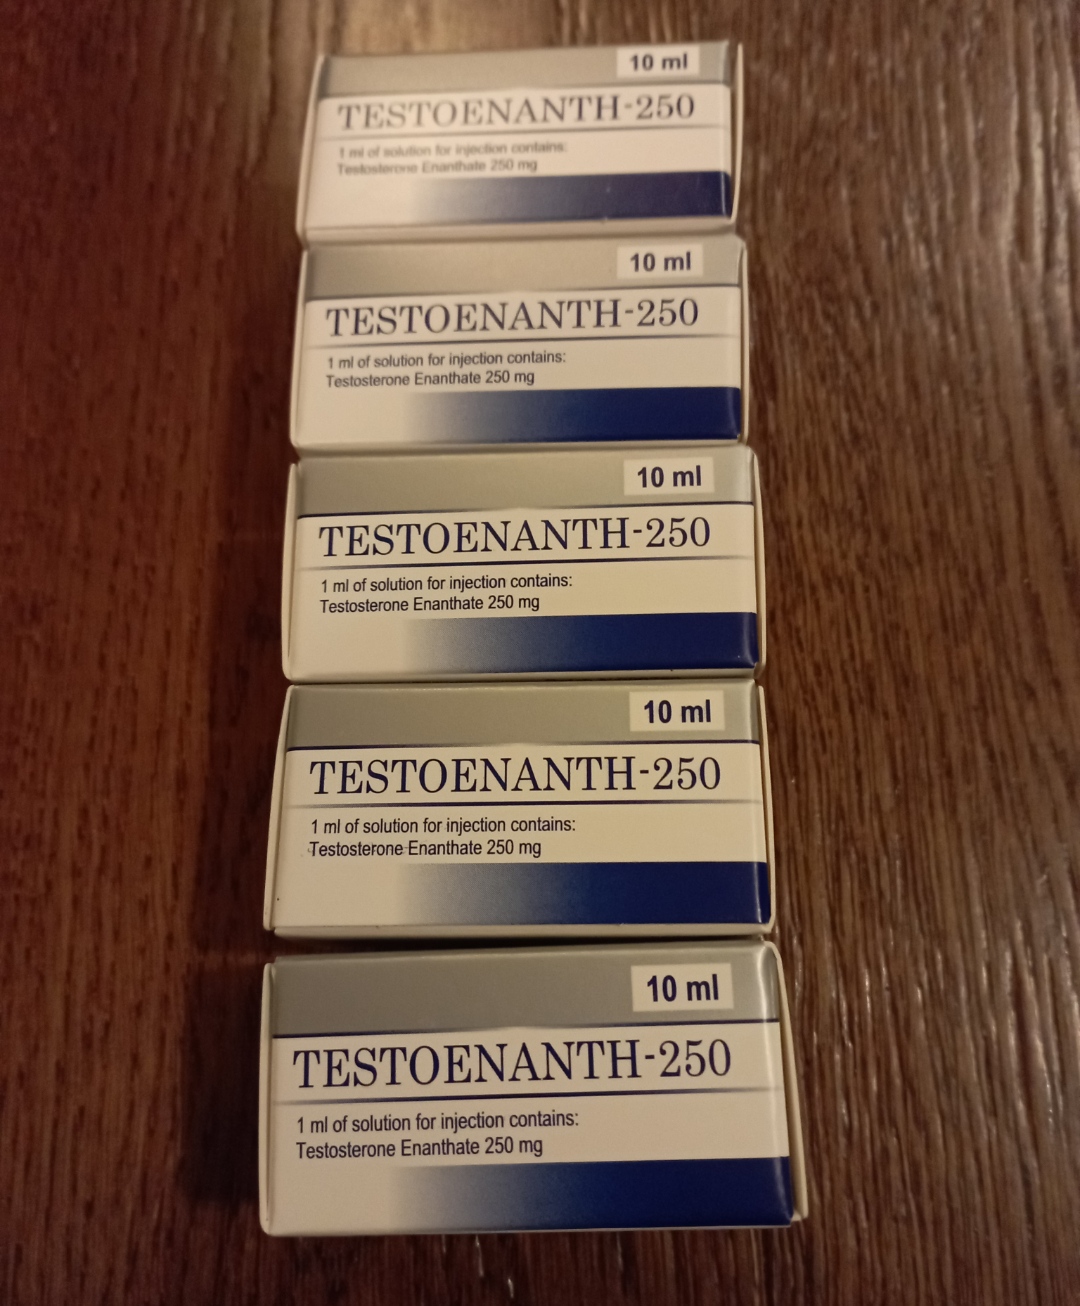 10 ml
TESTOENANTH-250
1 ml of solution for injection contains:
Testosterone Enanthate 250 mg
10 ml
TESTOENANTH-250
1 ml of solution for injection contains:
Testosterone Enanthate 250 mg
10 ml
TESTOENANTH-250
1 ml of solution for injection contains:
Testosterone Enanthate 250 mg
10 ml
TESTOENANTH-250
1 ml of solution for injection contains:
Testosterone Enanthate 250 mg
10 ml
TESTOENANTH-250
1 ml of solution for injection contains:
Testosterone Enanthate 250 mg